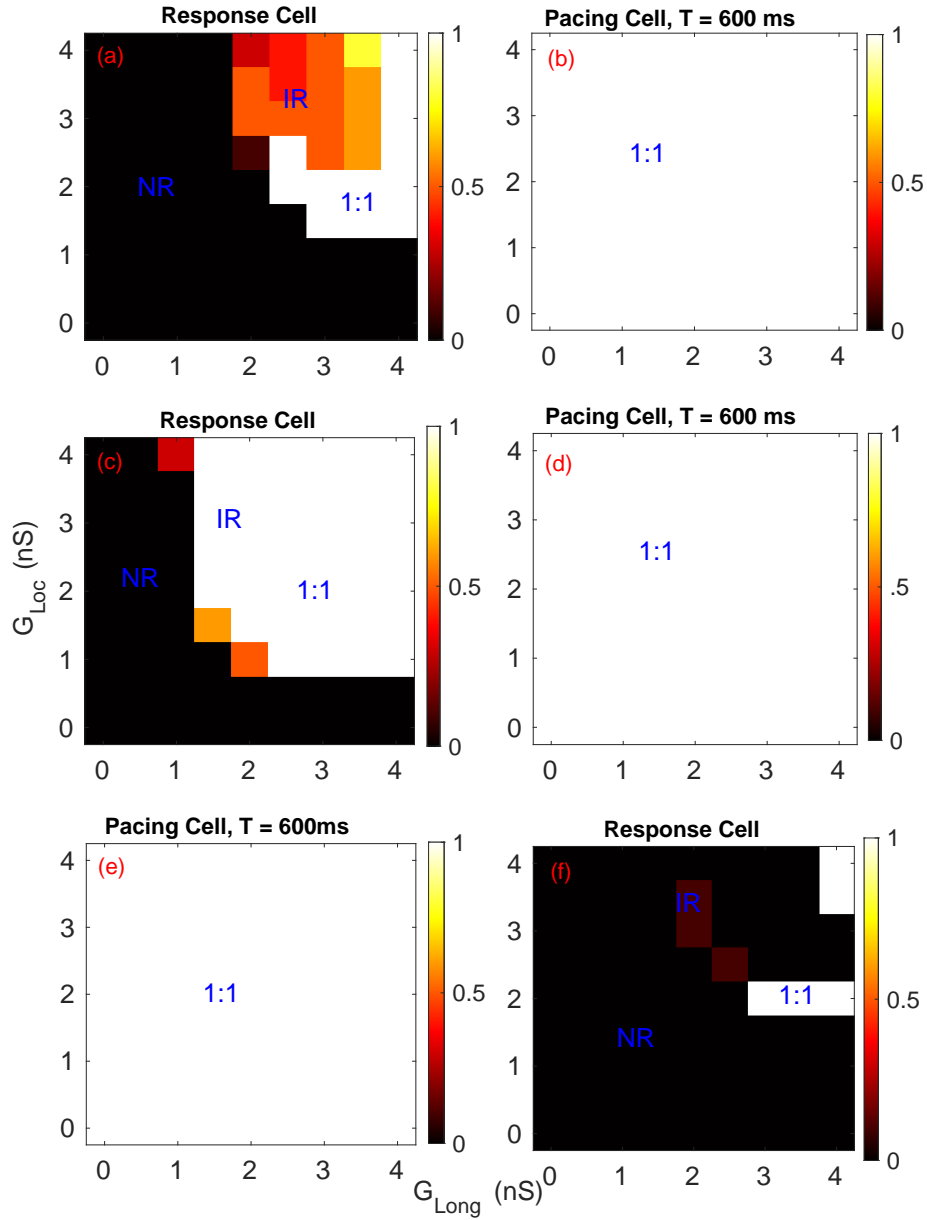 Response Cell
(a)
IR
NR
1:1
4
3
2
1
0
0 1 2 3 4
1
0.5
0
Pacing Cell, T = 600 ms
(b)
1:1
4
3
2
1
0
0 1 2 3 4
1
0.5
0
Response Cell
(c)
IR
NR
1:1
4
3
2
1
0
0 1 2 3 4
1
0.5
0
G_Loc (nS)
Pacing Cell, T = 600 ms
(d)
1:1
4
3
2
1
0
0 1 2 3 4
1
.5
0
Pacing Cell, T = 600ms
(e)
1:1
4
3
2
1
0
0 1 2 3 4
1
0.5
0
Response Cell
(f)
IR
1:1
NR
4
3
2
1
0
0 1 2 3 4
1
0.5
0
G_Long (nS)